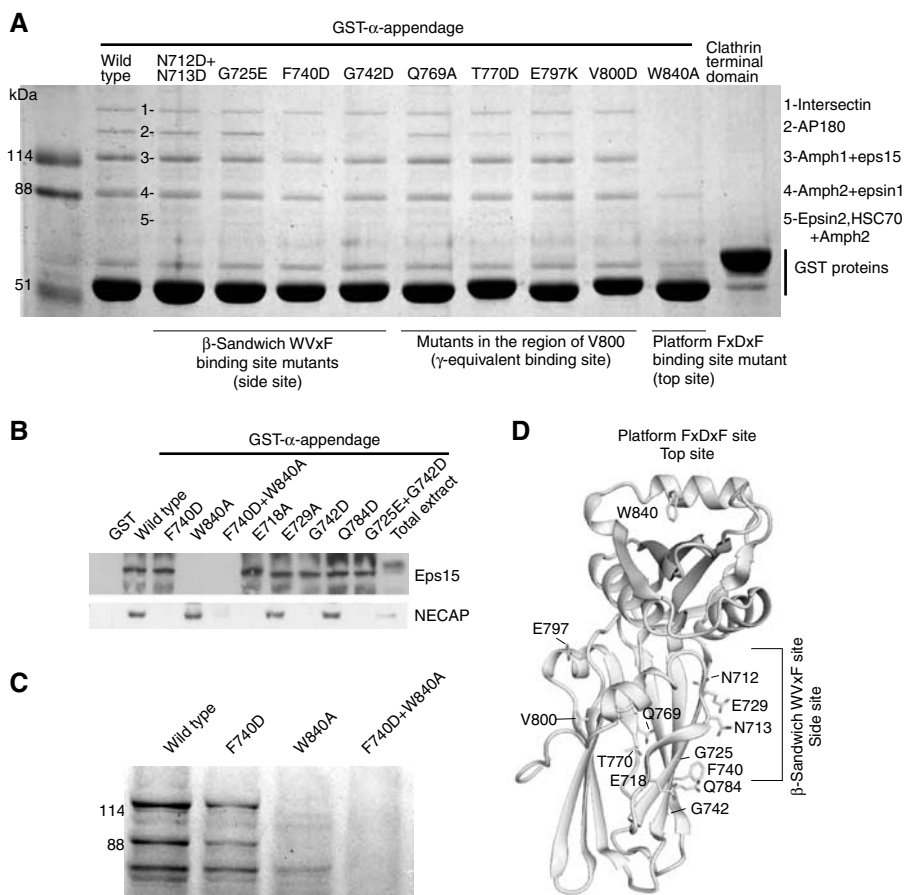 A
GST-α-appendage
Wild type
N712D+ N713D
G725E
F740D
G742D
Q769A
T770D
E797K
V800D
W840A
Clathrin terminal domain
kDa
114
88
51
1-
2-
3-
4-
5-
1-Intersectin
2-AP180
3-Amph1+eps15
4-Amph2+epsin1
5-Epsin2,HSC70
+Amph2
GST proteins
β-Sandwich WVxF
binding site mutants
(side site)
Mutants in the region of V800
(γ-equivalent binding site)
Platform FxDxF
binding site mutant
(top site)
B
GST-α-appendage
GST
Wild type
F740D
W840A
F740D+W840A
E718A
E729A
G742D
Q784D
G725E+G742D
Total extract
Eps15
NECAP
C
Wild type
F740D
W840A
F740D+W840A
114
88
D
Platform FxDxF site
Top site
W840
E797
V800
Q769
T770
E718
N712
E729
N713
G725
F740
Q784
G742
β-Sandwich WVxF site
Side site